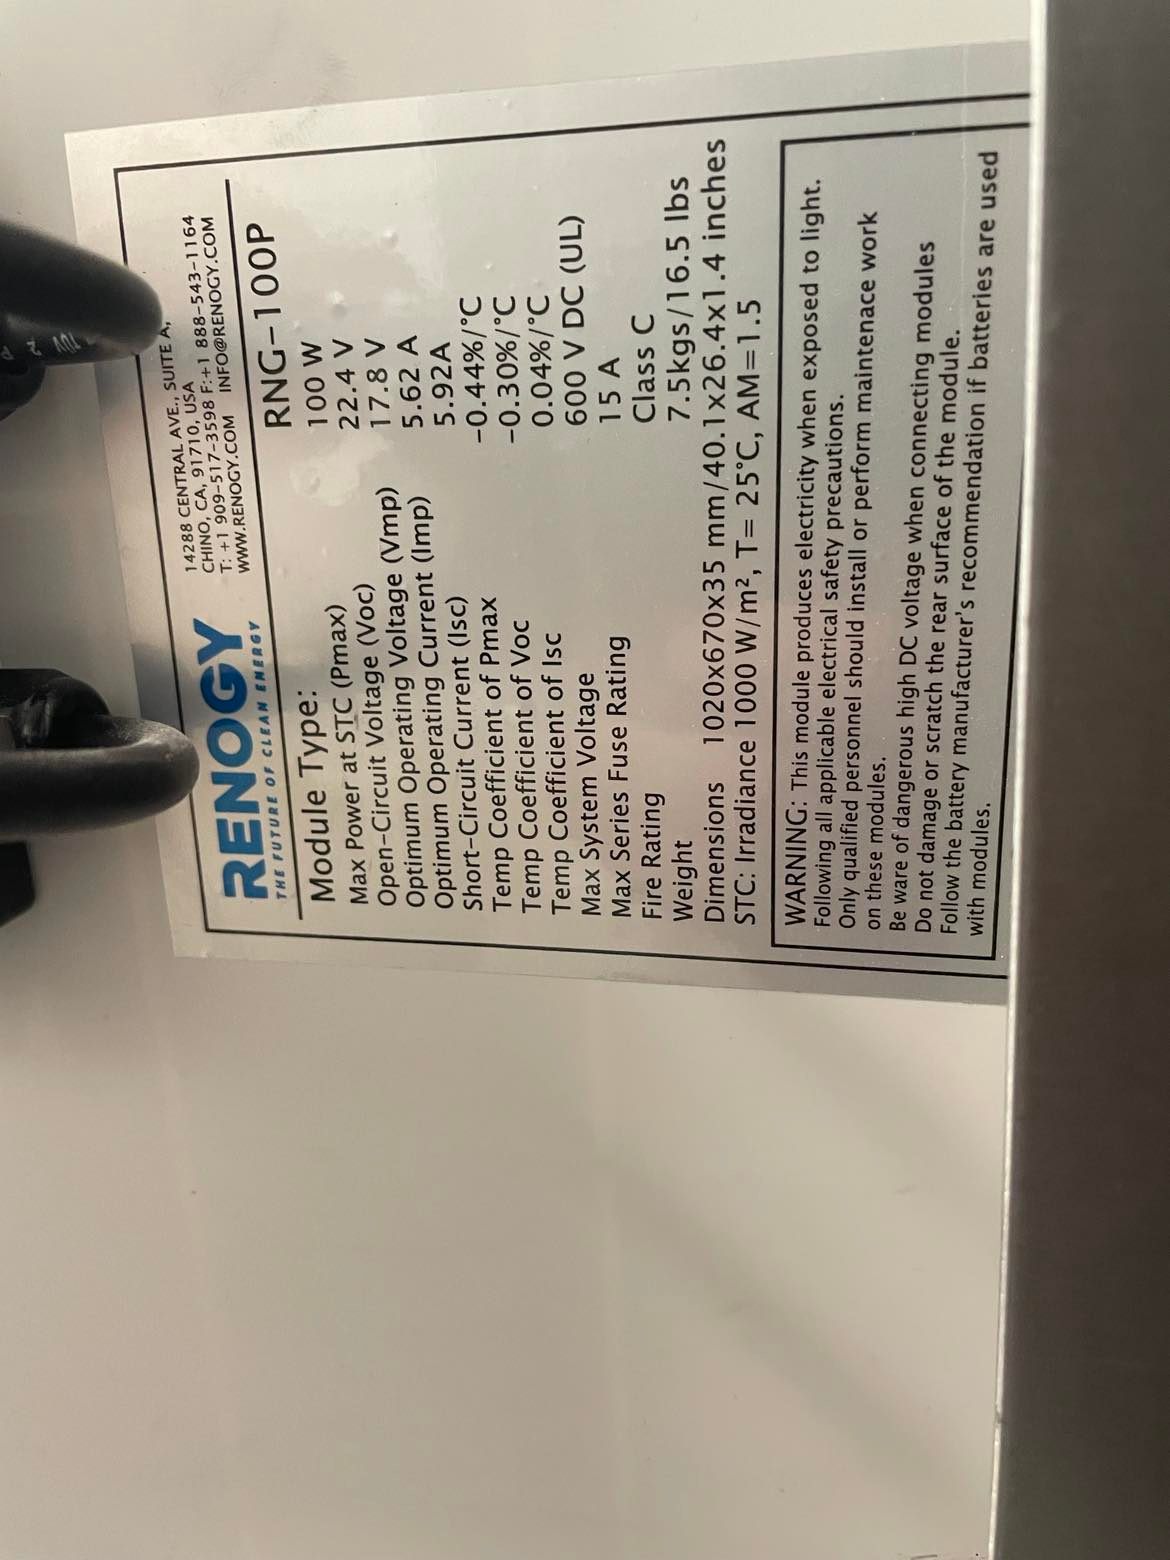 RENOGY
THE FUTURE OF CLEAN ENERGY
14288 CENTRAL AVE., SUITE A,
CHINO, CA, 91710, USA
T: +1 909-517-3598 F:+1 888-543-1164
WWW.RENOGY.COM INFO@RENOGY.COM
Module Type: RNG-100P
Max Power at STC (Pmax) 100 W
Open-Circuit Voltage (Voc) 22.4 V
Optimum Operating Voltage (Vmp) 17.8 V
Optimum Operating Current (Imp) 5.62 A
Short-Circuit Current (Isc) 5.92A
Temp Coefficient of Pmax -0.44%/°C
Temp Coefficient of Voc -0.30%/°C
Temp Coefficient of Isc 0.04%/°C
Max System Voltage 600 V DC (UL)
Max Series Fuse Rating 15 A
Fire Rating Class C
Weight 7.5kgs/16.5 lbs
Dimensions 1020x670x35 mm/40.1x26.4x1.4 inches
STC: Irradiance 1000 W/m², T= 25°C, AM=1.5
WARNING: This module produces electricity when exposed to light.
Following all applicable electrical safety precautions.
Only qualified personnel should install or perform maintenace work
on these modules.
Be ware of dangerous high DC voltage when connecting modules
Do not damage or scratch the rear surface of the module.
Follow the battery manufacturer's recommendation if batteries are used
with modules.